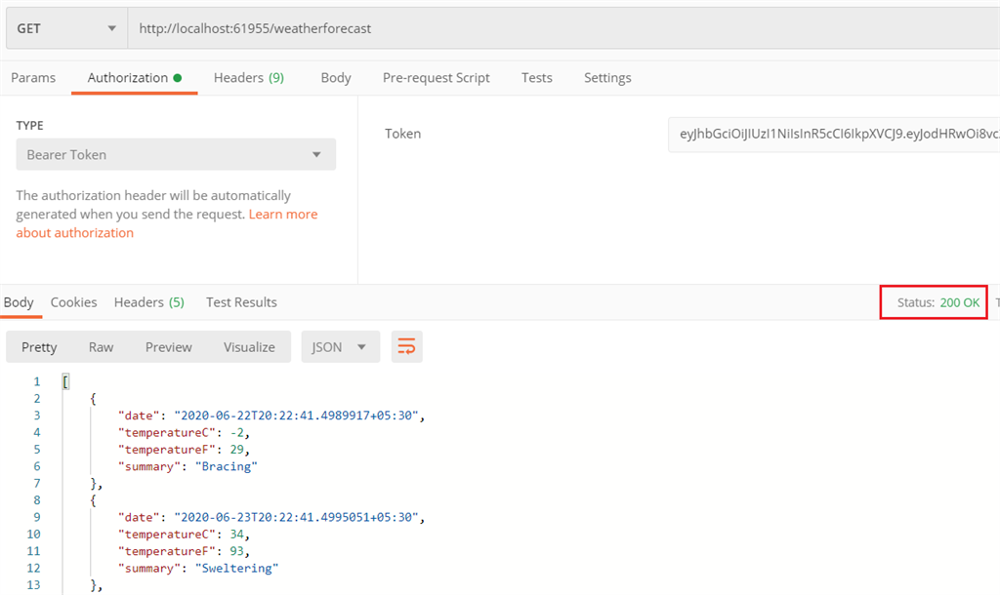 GET http://localhost:61955/weatherforecast
Params Authorization Headers (9) Body Pre-request Script Tests Settings
TYPE
Bearer Token
The authorization header will be automatically
generated when you send the request. Learn more
about authorization
Token eyJhbGciOiJIUzI1NiIsInR5cCI6IkpXVCJ9.eyJodHRwOi8vc2
Body Cookies Headers (5) Test Results Status: 200 OK T
Pretty Raw Preview Visualize JSON
1 [
2 {
3 "date": "2020-06-22T20:22:41.4989917+05:30",
4 "temperatureC": -2,
5 "temperatureF": 29,
6 "summary": "Bracing"
7 },
8 {
9 "date": "2020-06-23T20:22:41.4995051+05:30",
10 "temperatureC": 34,
11 "temperatureF": 93,
12 "summary": "Sweltering"
13 },